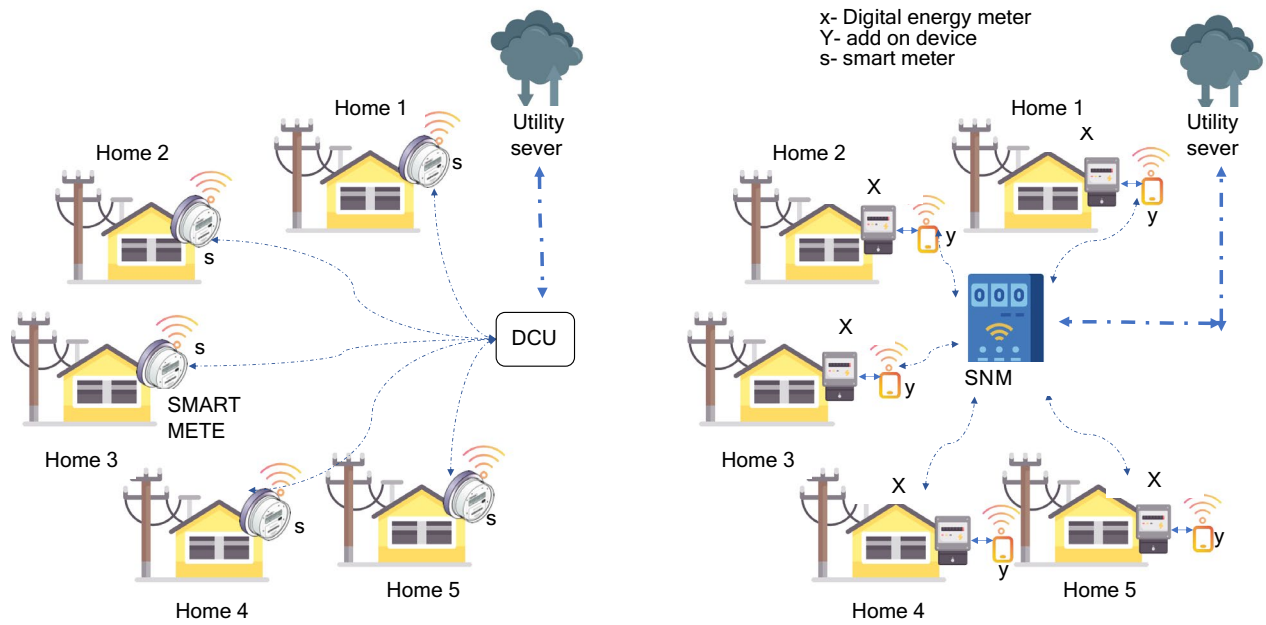 Home 1
Utility
sever
Home 2
s
s
s
SMART
METE
DCU
Home 3
s
s
Home 4
Home 5
x- Digital energy meter
Y- add on device
s- smart meter
Home 1
X
Utility
sever
Home 2
X
y
y
X
y
SNM
Home 3
X
y
X
y
Home 4
Home 5
000